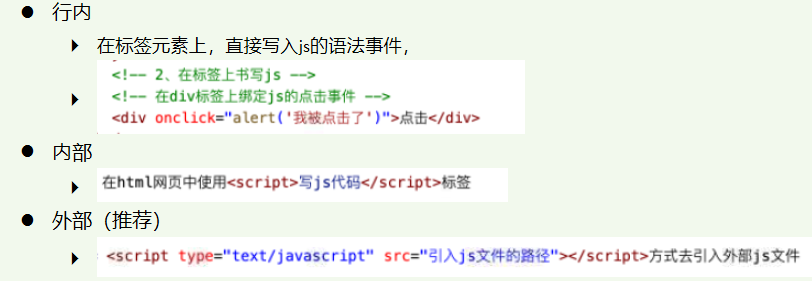 行内
在标签元素上，直接写入js的语法事件，
<!-- 2、在标签上书写js -->
<!-- 在div标签上绑定js的点击事件 -->
<div onclick="alert('我被点击了')">点击</div>
内部
在html网页中使用<script>写js代码</script>标签
外部（推荐）
<script type="text/javascript" src="引入js文件的路径"></script>方式去引入外部js文件